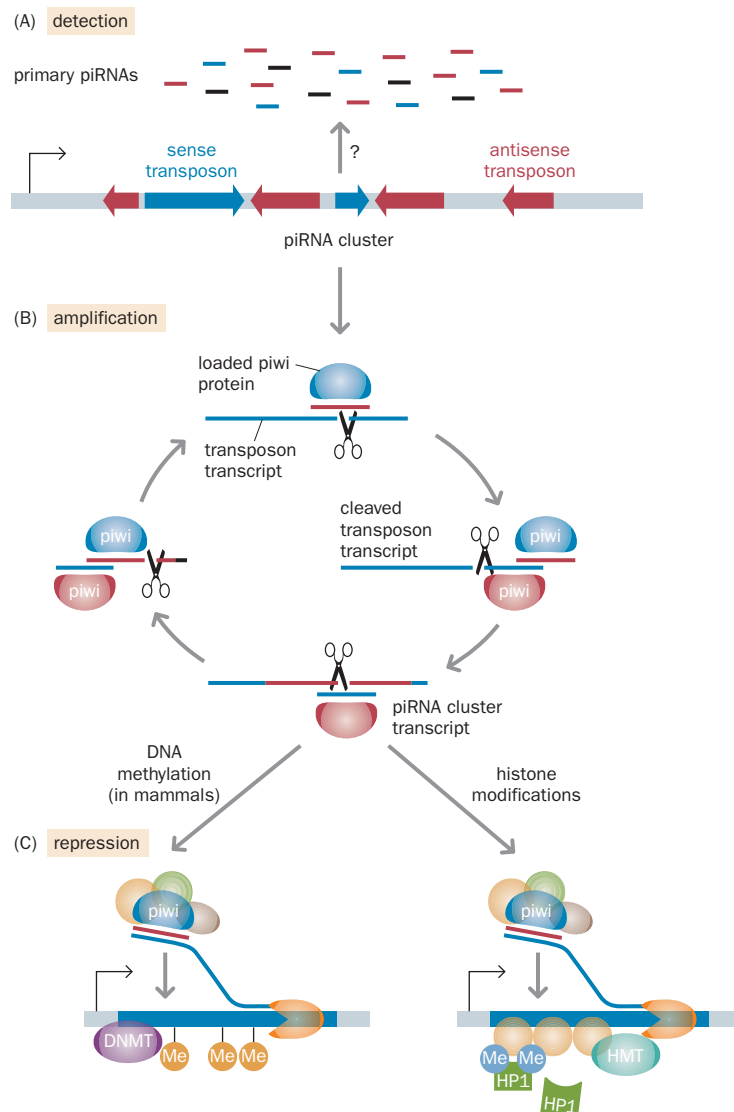 (A) detection
primary piRNAs
?
sense
transposon
antisense
transposon
piRNA cluster
(B) amplification
loaded piwi
protein
transposon
transcript
cleaved
transposon
transcript
piwi
piwi
piwi
piwi
piRNA cluster
transcript
DNA
methylation
(in mammals)
histone
modifications
(C) repression
piwi
piwi
DNMT
Me
Me
Me
Me
Me
HMT
HP1
HP1